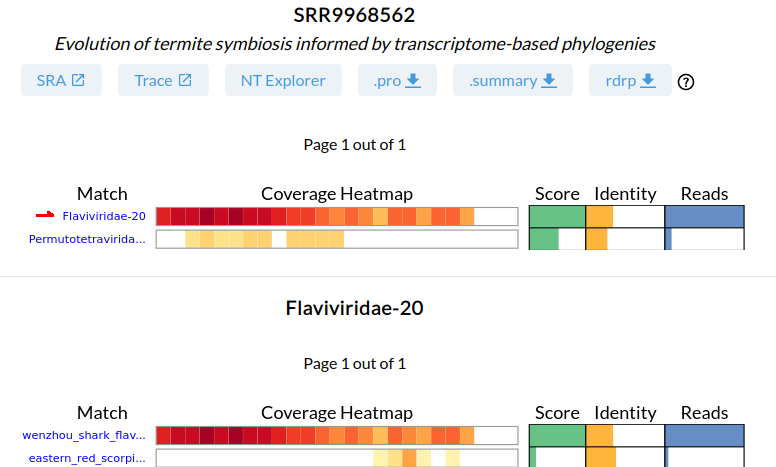 SRR9968562
Evolution of termite symbiosis informed by transcriptome-based phylogenies
SRA Trace NT Explorer .pro .summary rdrp ?
Page 1 out of 1
Match Coverage Heatmap Score Identity Reads
Flaviviridae-20
Permutotetravirida...
Flaviviridae-20
Page 1 out of 1
Match Coverage Heatmap Score Identity Reads
wenzhou_shark_flav...
eastern_red_scorpi...